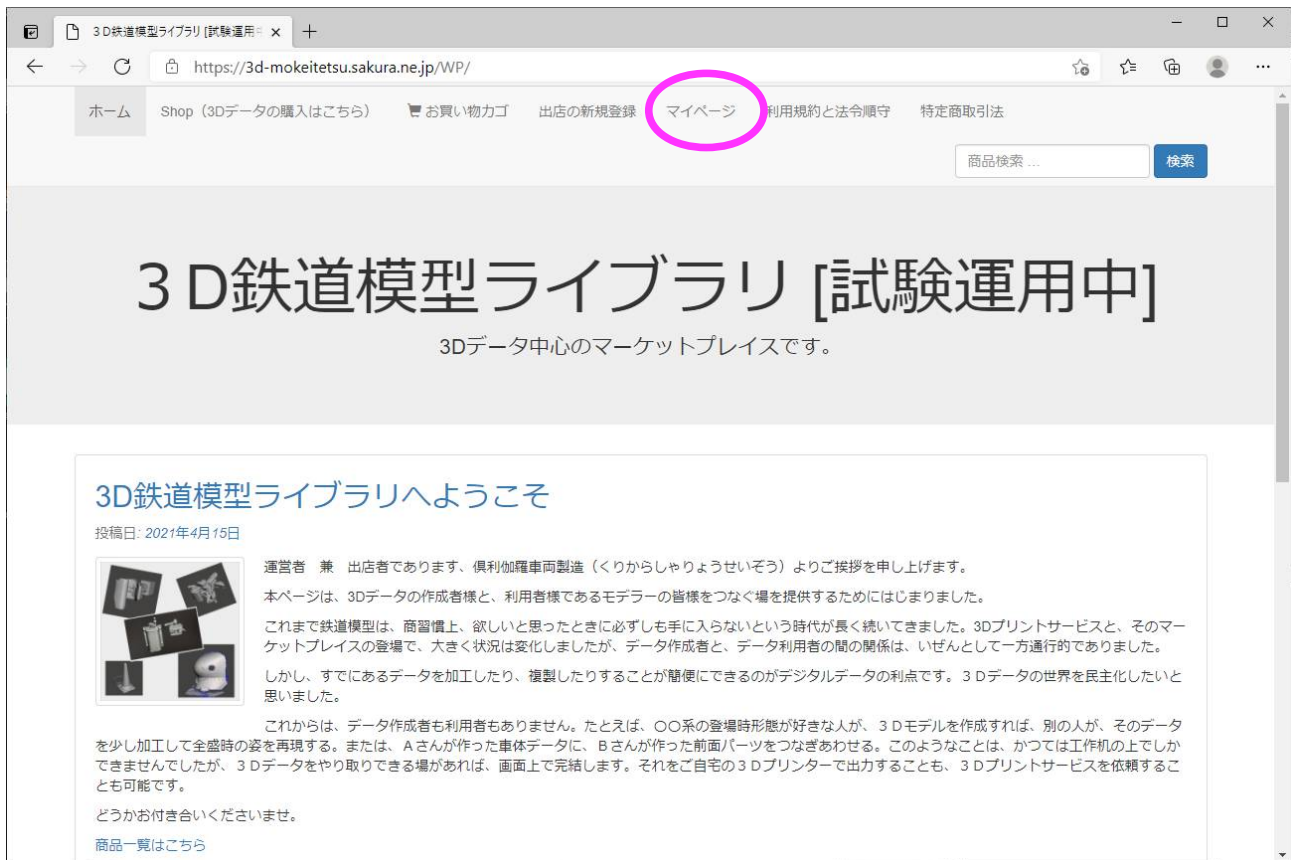 3D鉄道模型ライブラリ [試験運用
https://3d-mokeitetsu.sakura.ne.jp/WP/
ホーム Shop（3Dデータの購入はこちら） お買い物カゴ 出店の新規登録 マイページ 利用規約と法令順守 特定商取引法
商品検索 ... 検索
３D鉄道模型ライブラリ [試験運用中]
3Dデータ中心のマーケットプレイスです。
3D鉄道模型ライブラリへようこそ
投稿日: 2021年4月15日
運営者　兼　出店者であります、倶利伽羅車両製造（くりからしゃりょうせいぞう）よりご挨拶を申し上げます。
本ページは、3Dデータの作成者様と、利用者様であるモデラーの皆様をつなぐ場を提供するためにはじまりました。
これまで鉄道模型は、商習慣上、欲しいと思ったときに必ずしも手に入らないという時代が長く続いてきました。3Dプリントサービスと、そのマー
ケットプレイスの登場で、大きく状況は変化しましたが、データ作成者と、データ利用者の間の関係は、いぜんとして一方通行的でありました。
しかし、すでにあるデータを加工したり、複製したりすることが簡便にできるのがデジタルデータの利点です。３Dデータの世界を民主化したいと
思いました。
これからは、データ作成者も利用者もありません。たとえば、〇〇系の登場時形態が好きな人が、３Dモデルを作成すれば、別の人が、そのデータ
を少し加工して全盛時の姿を再現する。または、Ａさんが作った車体データに、Ｂさんが作った前面パーツをつなぎあわせる。このようなことは、かつては工作机の上でしか
できませんでしたが、３Dデータをやり取りできる場があれば、画面上で完結します。それをご自宅の３Dプリンターで出力することも、３Dプリントサービスを依頼するこ
とも可能です。
どうかお付き合いくださいませ。
商品一覧はこちら